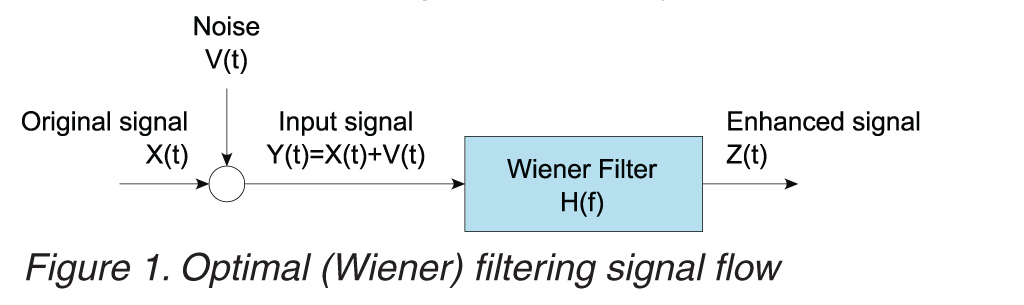 Noise
V(t)
Original signal
X(t)
Input signal
Y(t)=X(t)+V(t)
Wiener Filter
H(f)
Enhanced signal
Z(t)
Figure 1. Optimal (Wiener) filtering signal flow